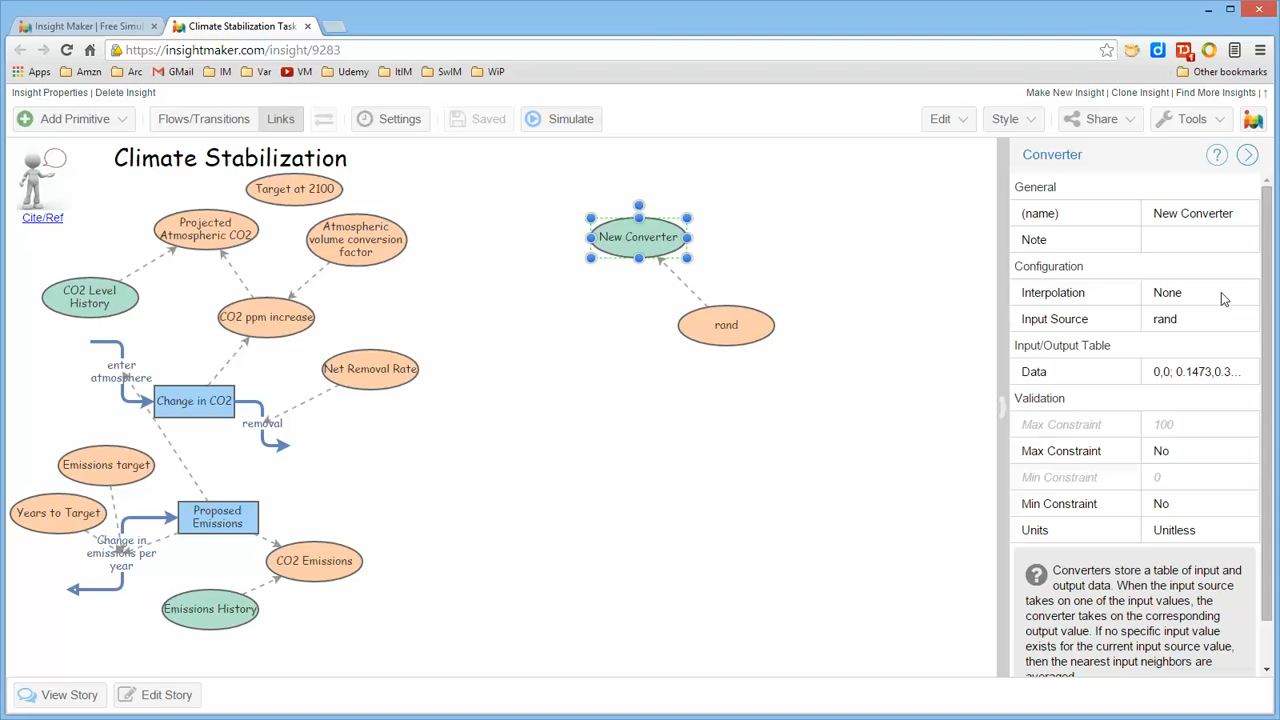 Insight Maker | Free Simul
Climate Stabilization Task
https://insightmaker.com/insight/9283
Apps Amzn Arc GMail IM Var VM Udemy ItIM SwIM WiP Other bookmarks
Insight Properties | Delete Insight
Make New Insight | Clone Insight | Find More Insights | ↑
Add Primitive Flows/Transitions Links Settings Saved Simulate Edit Style Share Tools
Climate Stabilization
Cite/Ref
Target at 2100
Projected
Atmospheric CO2
Atmospheric
volume conversion
factor
CO2 Level
History
CO2 ppm increase
enter
atmosphere
Net Removal Rate
Change in CO2
removal
Emissions target
Years to Target
Proposed
Emissions
Change in
emissions per
year
CO2 Emissions
Emissions History
New Converter
rand
Converter
General
(name) New Converter
Note
Configuration
Interpolation None
Input Source rand
Input/Output Table
Data 0,0; 0.1473,0.3...
Validation
Max Constraint 100
Max Constraint No
Min Constraint 0
Min Constraint No
Units Unitless
Converters store a table of input and
output data. When the input source
takes on one of the input values, the
converter takes on the corresponding
output value. If no specific input value
exists for the current input source value,
then the nearest input neighbors are
averaged.
View Story Edit Story